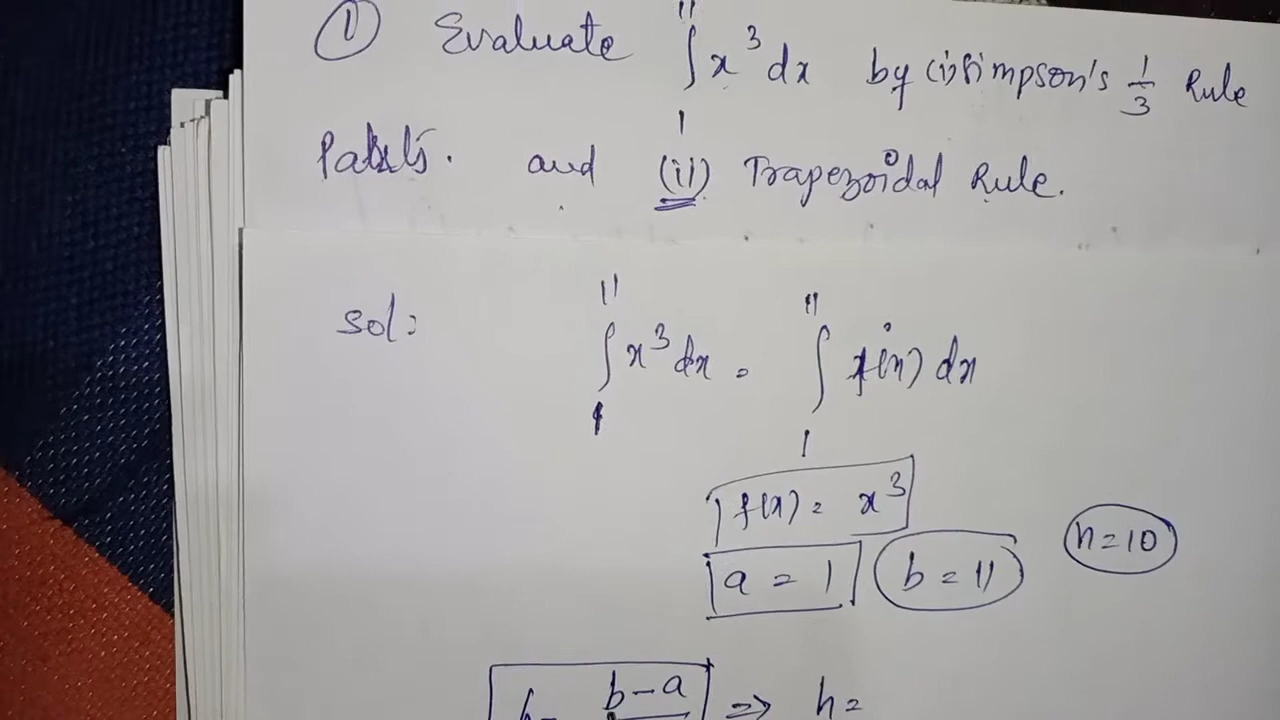 ① Evaluate ∫₁¹¹ x³ dx by (i) Simpson's 1/3 Rule
and (ii) Trapezoidal Rule.
Sol:
∫₁¹¹ x³ dx = ∫₁¹¹ f(x) dx
f(x) = x³
a = 1 b = 11 n=10
h = b-a ⇒ h =